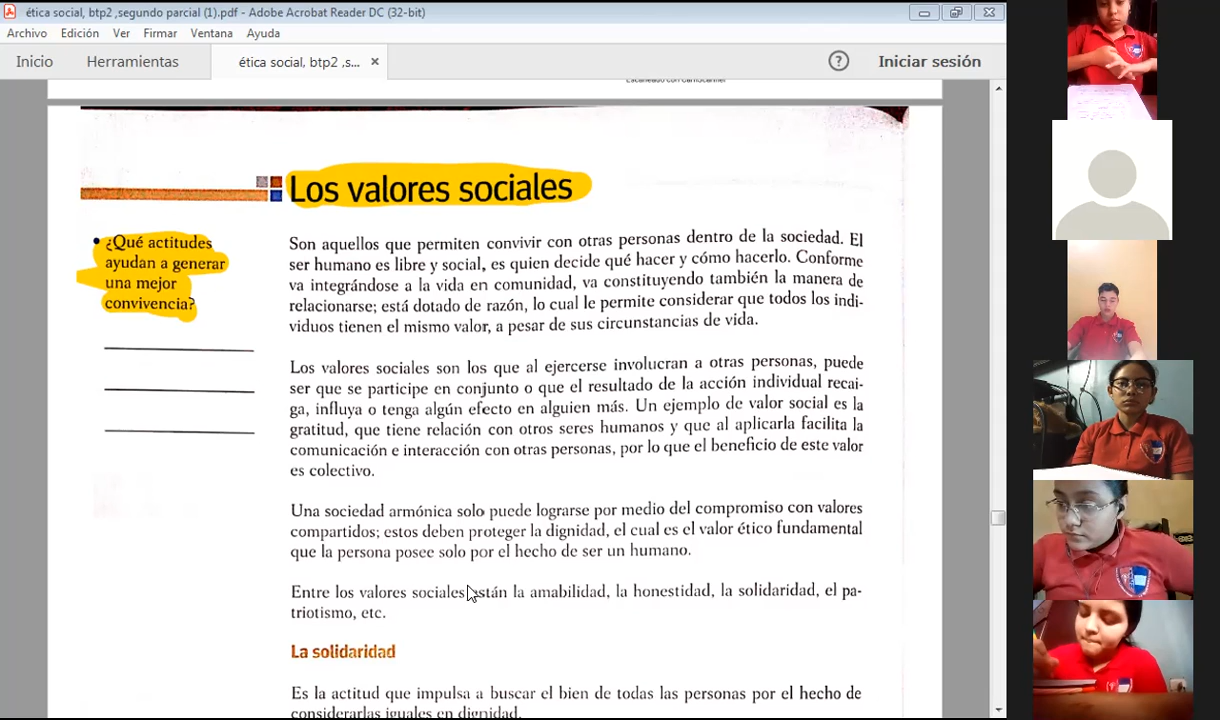 ética social, btp2 ,segundo parcial (1).pdf - Adobe Acrobat Reader DC (32-bit)
Archivo Edición Ver Firmar Ventana Ayuda
Inicio Herramientas ética social, btp2 ,s... × ? Iniciar sesión
Escaneado con CamScanner
Los valores sociales
• ¿Qué actitudes
ayudan a generar
una mejor
convivencia?
Son aquellos que permiten convivir con otras personas dentro de la sociedad. El
ser humano es libre y social, es quien decide qué hacer y cómo hacerlo. Conforme
va integrándose a la vida en comunidad, va constituyendo también la manera de
relacionarse; está dotado de razón, lo cual le permite considerar que todos los indi-
viduos tienen el mismo valor, a pesar de sus circunstancias de vida.
Los valores sociales son los que al ejercerse involucran a otras personas, puede
ser que se participe en conjunto o que el resultado de la acción individual recai-
ga, influya o tenga algún efecto en alguien más. Un ejemplo de valor social es la
gratitud, que tiene relación con otros seres humanos y que al aplicarla facilita la
comunicación e interacción con otras personas, por lo que el beneficio de este valor
es colectivo.
Una sociedad armónica solo puede lograrse por medio del compromiso con valores
compartidos; estos deben proteger la dignidad, el cual es el valor ético fundamental
que la persona posee solo por el hecho de ser un humano.
Entre los valores sociales están la amabilidad, la honestidad, la solidaridad, el pa-
triotismo, etc.
La solidaridad
Es la actitud que impulsa a buscar el bien de todas las personas por el hecho de
considerarlas iguales en dignidad.